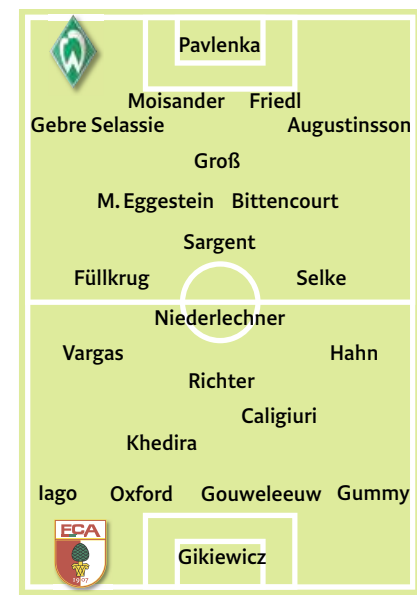 Pavlenka
Moisander Friedl
Gebre Selassie Augustinsson
Groß
M. Eggestein Bittencourt
Sargent
Füllkrug Selke
Niederlechner
Vargas Hahn
Richter
Caligiuri
Khedira
Iago Oxford Gouweleeuw Gummy
FCA
1907
Gikiewicz